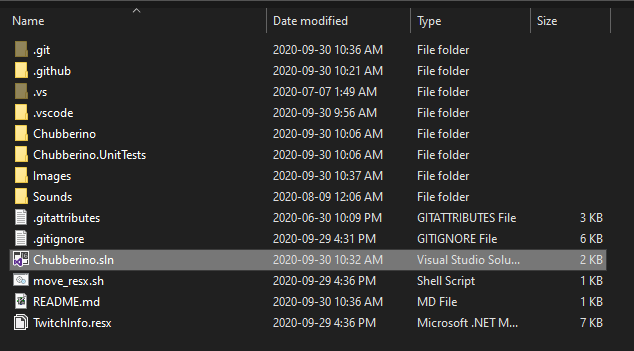 Name Date modified Type Size
.git 2020-09-30 10:36 AM File folder
.github 2020-09-30 10:21 AM File folder
.vs 2020-07-07 1:49 AM File folder
.vscode 2020-09-30 9:56 AM File folder
Chubberino 2020-09-30 10:06 AM File folder
Chubberino.UnitTests 2020-09-30 10:06 AM File folder
Images 2020-09-30 10:37 AM File folder
Sounds 2020-08-09 12:06 AM File folder
.gitattributes 2020-06-30 10:09 PM GITATTRIBUTES File 3 KB
.gitignore 2020-09-29 4:31 PM GITIGNORE File 6 KB
Chubberino.sln 2020-09-30 10:32 AM Visual Studio Solu... 2 KB
move_resx.sh 2020-09-29 4:36 PM Shell Script 1 KB
README.md 2020-09-30 10:36 AM MD File 1 KB
TwitchInfo.resx 2020-09-29 4:36 PM Microsoft .NET M... 7 KB